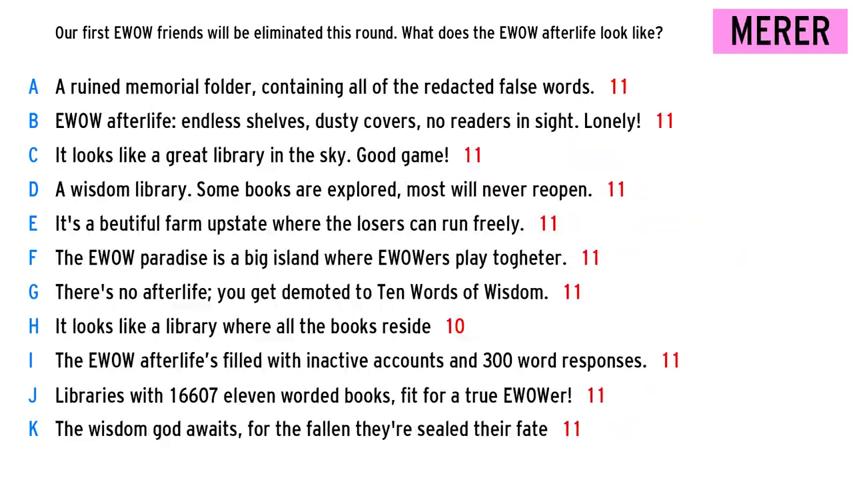 Our first EWOW friends will be eliminated this round. What does the EWOW afterlife look like?
MERER
A A ruined memorial folder, containing all of the redacted false words. 11
B EWOW afterlife: endless shelves, dusty covers, no readers in sight. Lonely! 11
C It looks like a great library in the sky. Good game! 11
D A wisdom library. Some books are explored, most will never reopen. 11
E It's a beutiful farm upstate where the losers can run freely. 11
F The EWOW paradise is a big island where EWOWers play togheter. 11
G There's no afterlife; you get demoted to Ten Words of Wisdom. 11
H It looks like a library where all the books reside 10
I The EWOW afterlife’s filled with inactive accounts and 300 word responses. 11
J Libraries with 16607 eleven worded books, fit for a true EWOWer! 11
K The wisdom god awaits, for the fallen they're sealed their fate 11